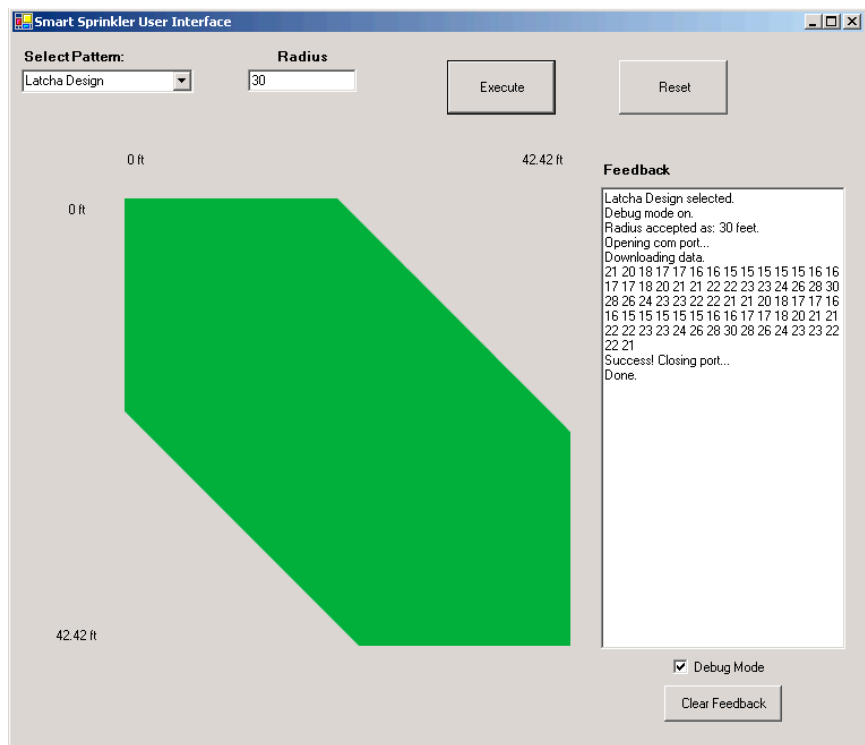 Smart Sprinkler User Interface
Select Pattern:
Radius
Latcha Design
30
Execute
Reset
0 ft
42.42 ft
Feedback
0 ft
Latcha Design selected.
Debug mode on.
Radius accepted as: 30 feet.
Opening com port...
Downloading data.
21 20 18 17 17 16 16 15 15 15 15 15 16 16
17 17 18 20 21 21 22 22 23 23 24 26 28 30
28 26 24 23 23 22 22 21 21 20 18 17 17 16
16 15 15 15 15 15 16 16 17 17 18 20 21 21
22 22 23 23 24 26 28 30 28 26 24 23 23 22
22 21
Success! Closing port...
Done.
42.42 ft
Debug Mode
Clear Feedback